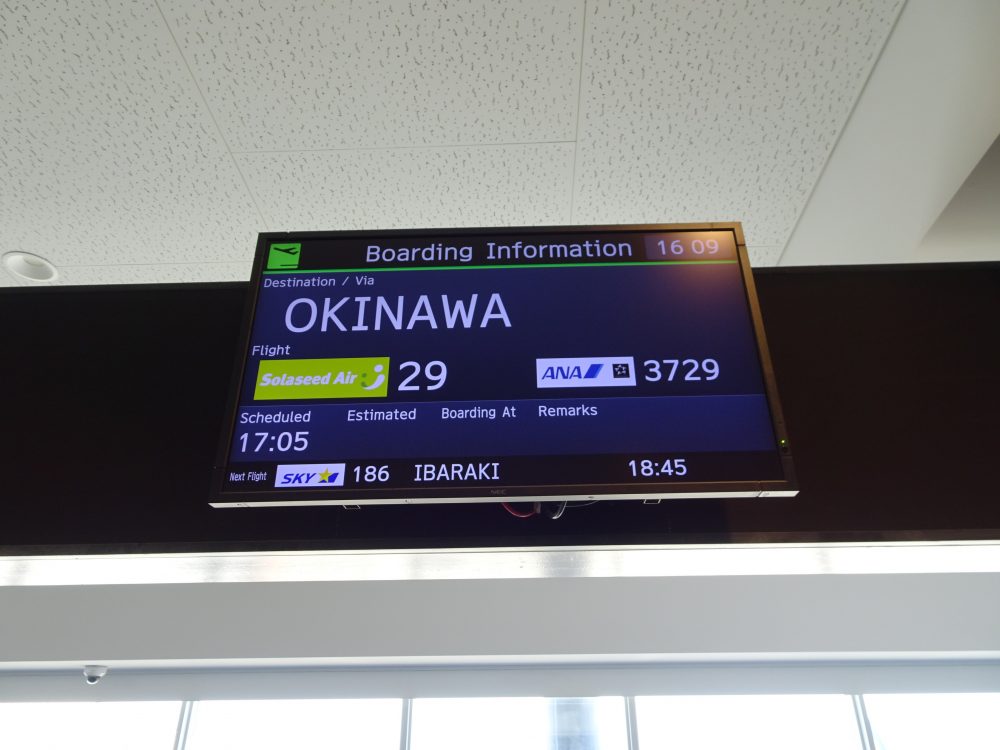 Boarding Information 16 09
Destination / Via
OKINAWA
Flight
Solaseed Air 29 ANA 3729
Scheduled Estimated Boarding At Remarks
17:05
Next Flight SKY 186 IBARAKI 18:45
NEC